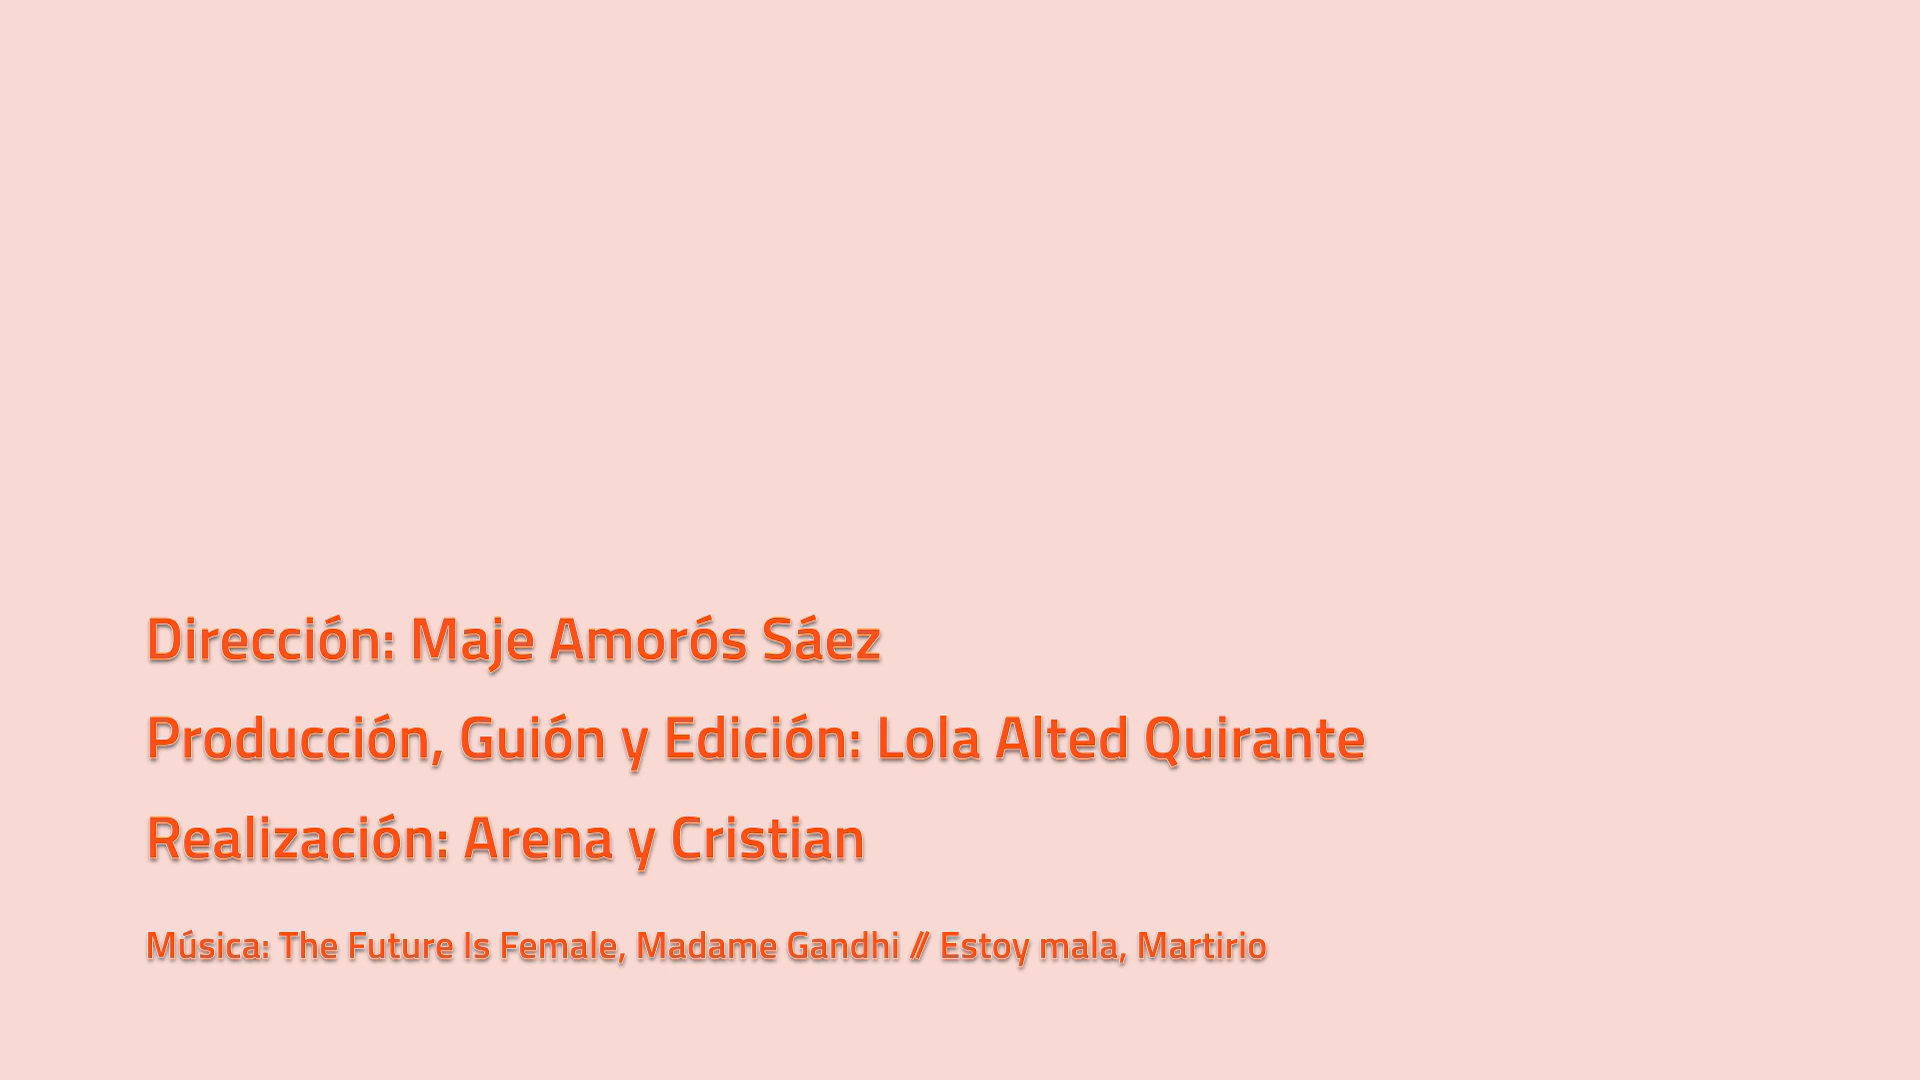 Dirección: Maje Amorós Sáez
Producción, Guión y Edición: Lola Alted Quirante
Realización: Arena y Cristian
Música: The Future Is Female, Madame Gandhi // Estoy mala, Martirio